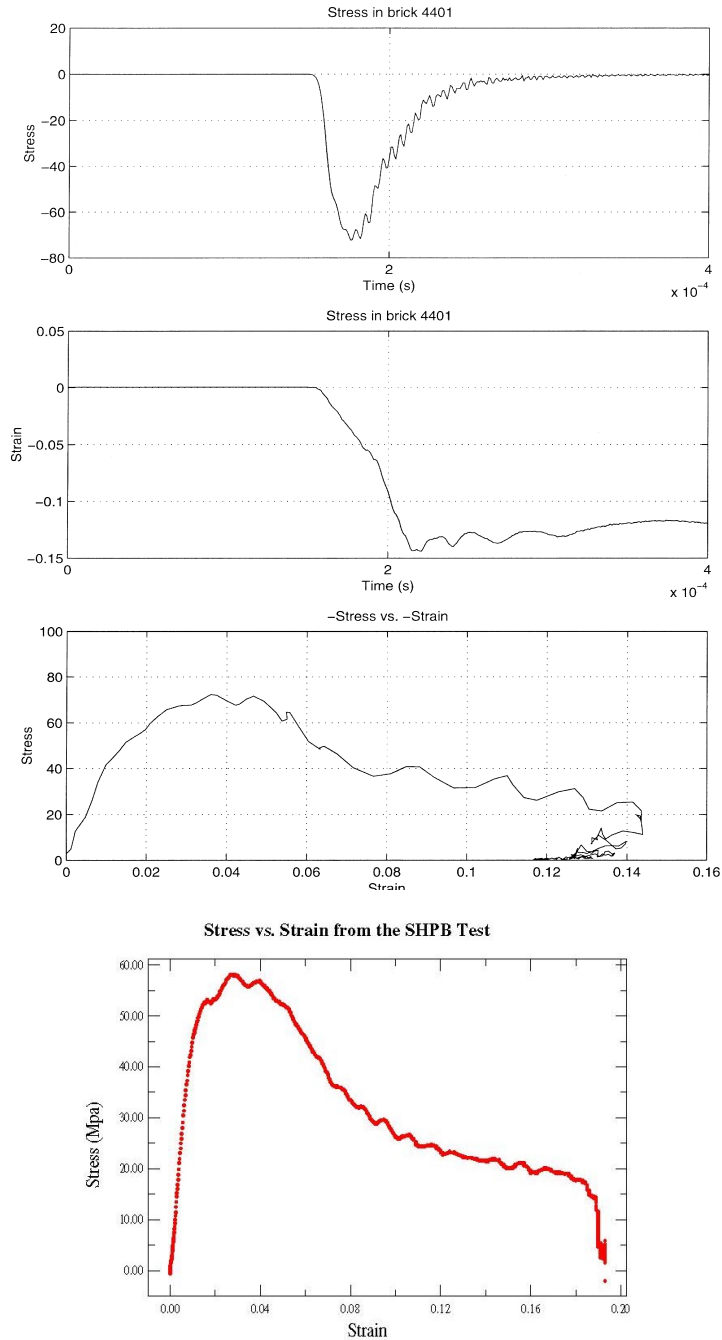 Stress in brick 4401
20
0
−20
−40
−60
−80
Stress
0 2 4
Time (s)
x 10−4
Stress in brick 4401
0.05
0
−0.05
−0.1
−0.15
Strain
0 2 4
Time (s)
x 10−4
−Stress vs. −Strain
100
80
60
40
20
0
Stress
0 0.02 0.04 0.06 0.08 0.1 0.12 0.14 0.16
Strain
Stress vs. Strain from the SHPB Test
60.00
50.00
40.00
30.00
20.00
10.00
0.00
Stress (Mpa)
0.00 0.04 0.08 0.12 0.16 0.20
Strain